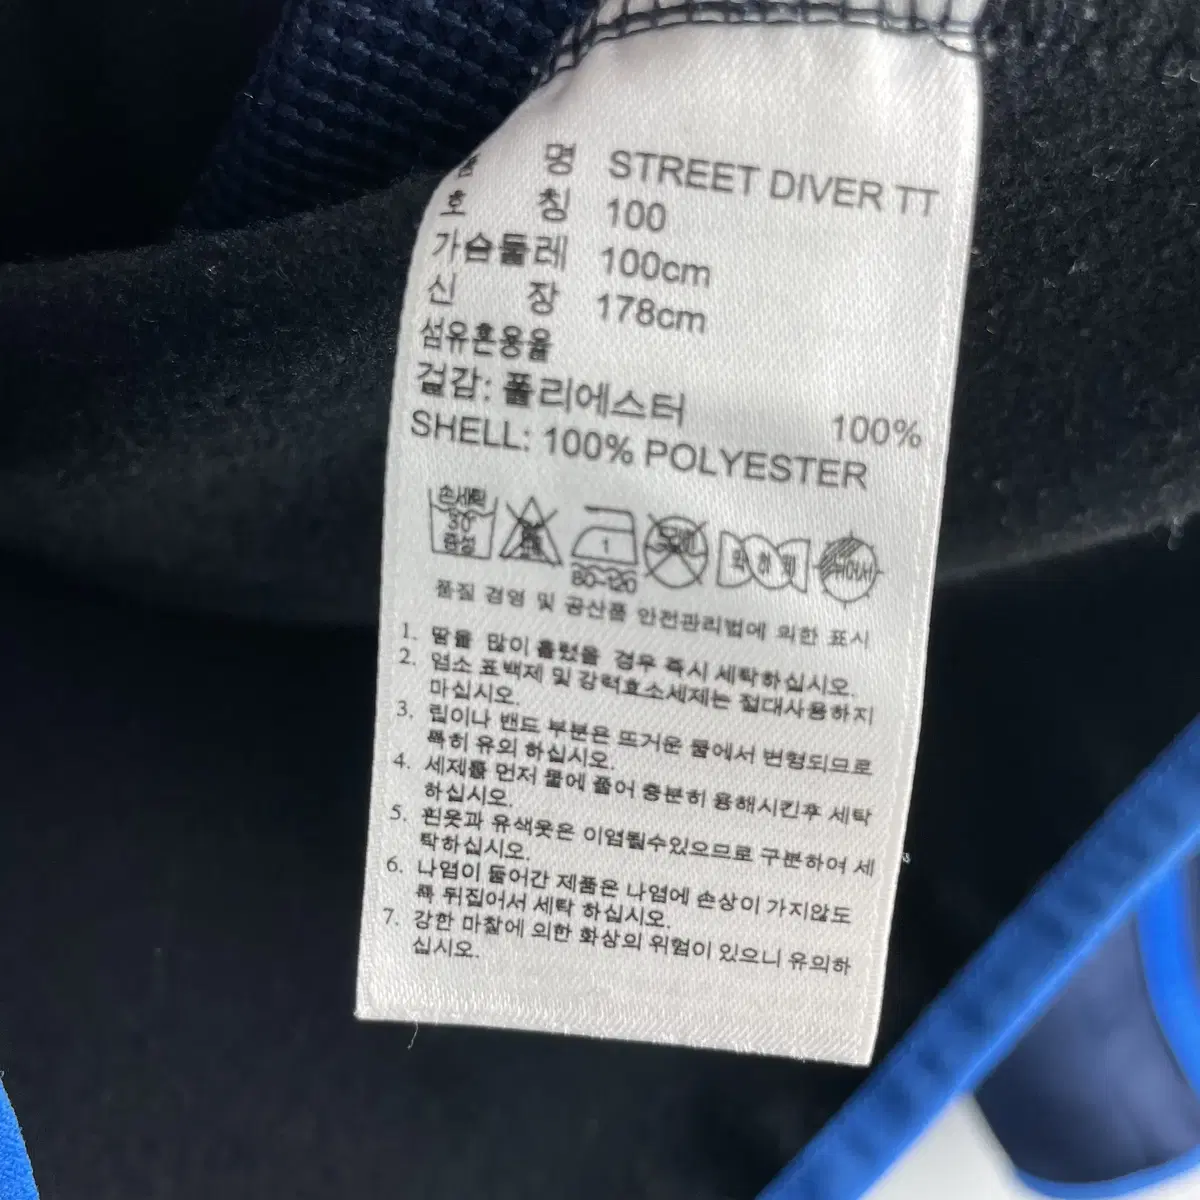 품 명 STREET DIVER TT
호 칭 100
가슴둘레 100cm
신 장 178cm
섬유혼용율
겉감: 폴리에스터 100%
SHELL: 100% POLYESTER
손세탁 30° 중성 1 80~120 약하게 뉘어서
품질 경영 및 공산품 안전관리법에 의한 표시
1. 땀을 많이 흘렸을 경우 즉시 세탁하십시오.
2. 염소 표백제 및 강력효소세제는 절대사용하지
마십시오.
3. 립이나 밴드 부분은 뜨거운 물에서 변형되므로
특히 유의 하십시오.
4. 세제를 먼저 물에 풀어 충분히 용해시킨후 세탁
하십시오.
5. 흰옷과 유색옷은 이염될수있으므로 구분하여 세
탁하십시오.
6. 나염이 들어간 제품은 나염에 손상이 가지않도
록 뒤집어서 세탁 하십시오.
7. 강한 마찰에 의한 화상의 위험이 있으니 유의하
십시오.